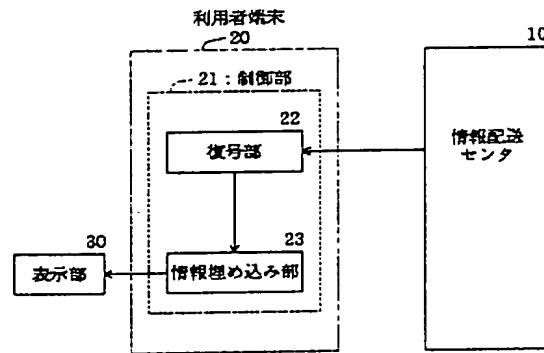 利用者端末
20
10
21：制御部
22
復号部
情報配送
センタ
30
23
表示部
情報埋め込み部